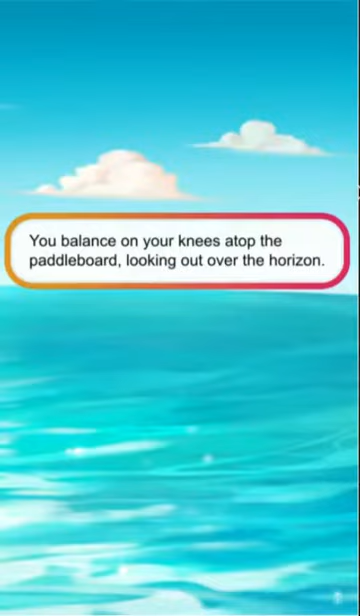 You balance on your knees atop the
paddleboard, looking out over the horizon.